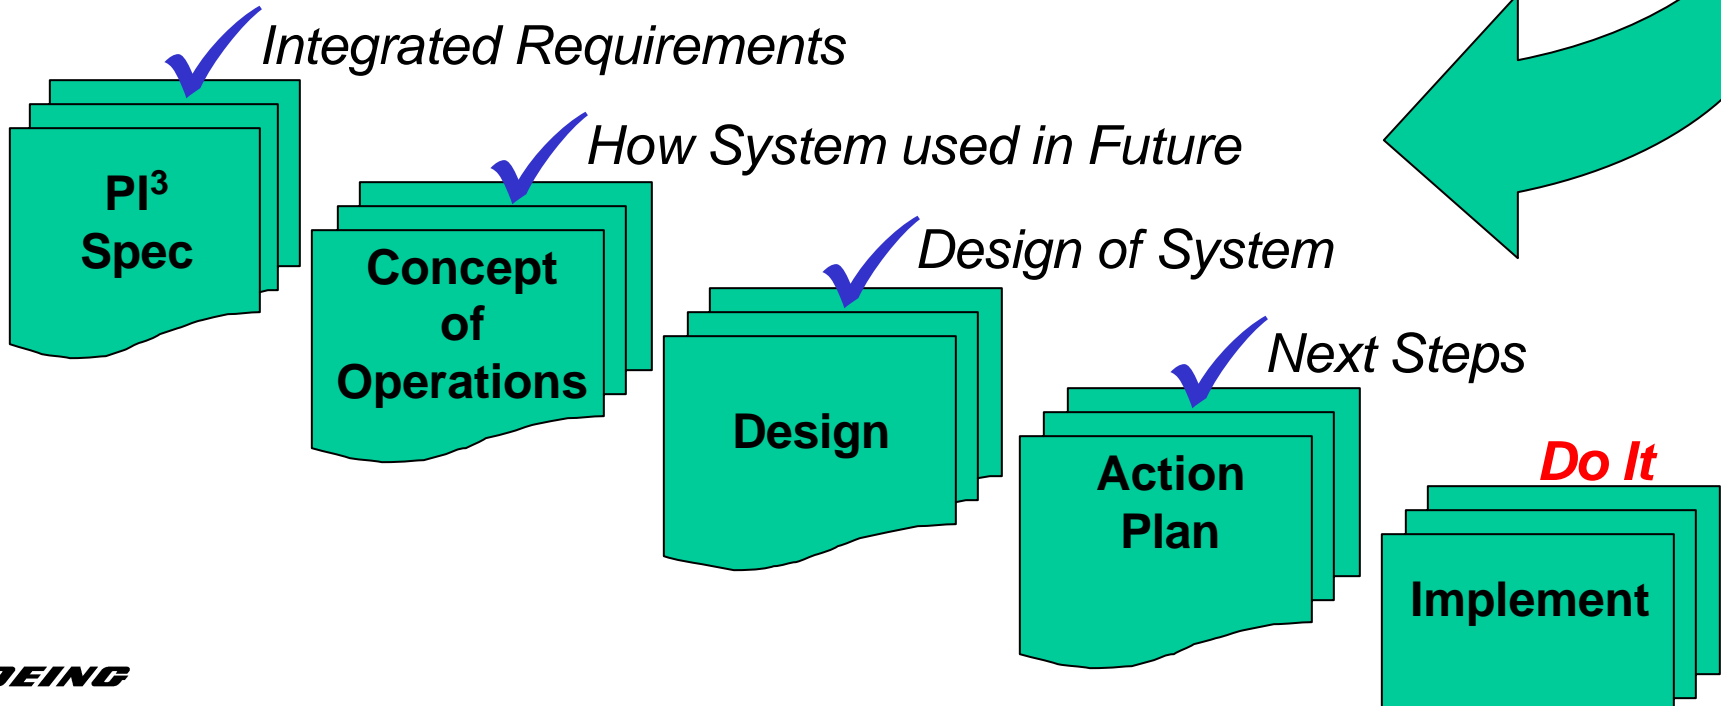 Integrated Requirements
PI³
Spec
How System used in Future
Concept
of
Operations
Design of System
Design
Next Steps
Action
Plan
Do It
Implement
OEING